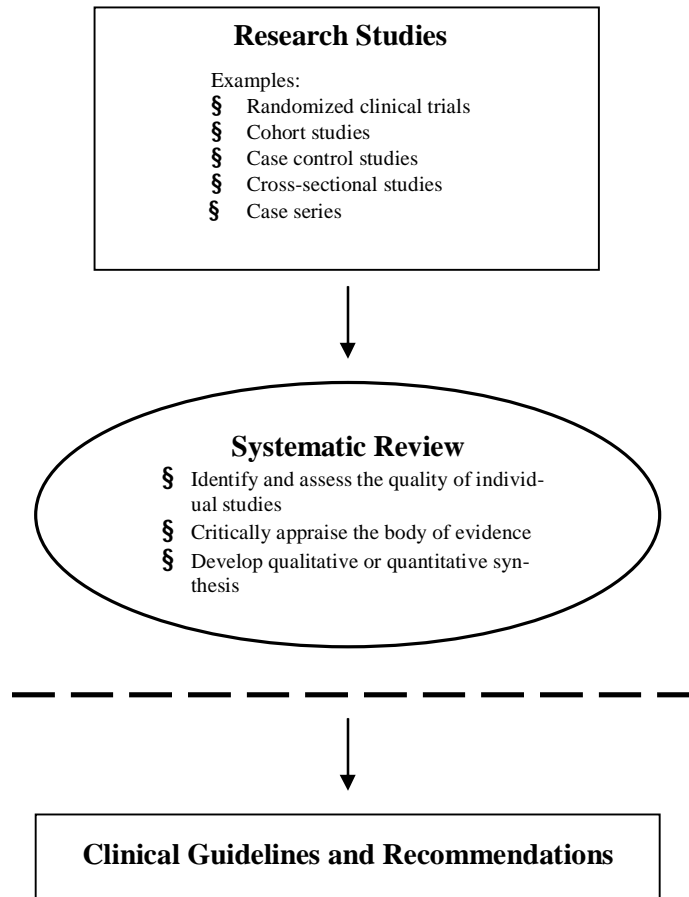 Research Studies
Examples:
§ Randomized clinical trials
§ Cohort studies
§ Case control studies
§ Cross-sectional studies
§ Case series
Systematic Review
§ Identify and assess the quality of individ-
ual studies
§ Critically appraise the body of evidence
§ Develop qualitative or quantitative syn-
thesis
Clinical Guidelines and Recommendations